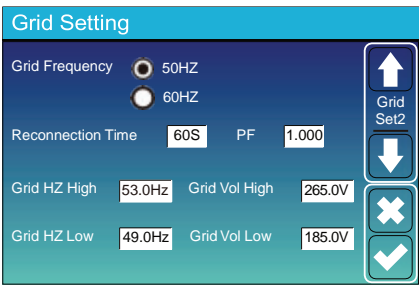 Grid Setting
Grid Frequency 50HZ
60HZ
Grid
Set2
Reconnection Time 60S PF 1.000
Grid HZ High 53.0Hz Grid Vol High 265.0V
Grid HZ Low 49.0Hz Grid Vol Low 185.0V